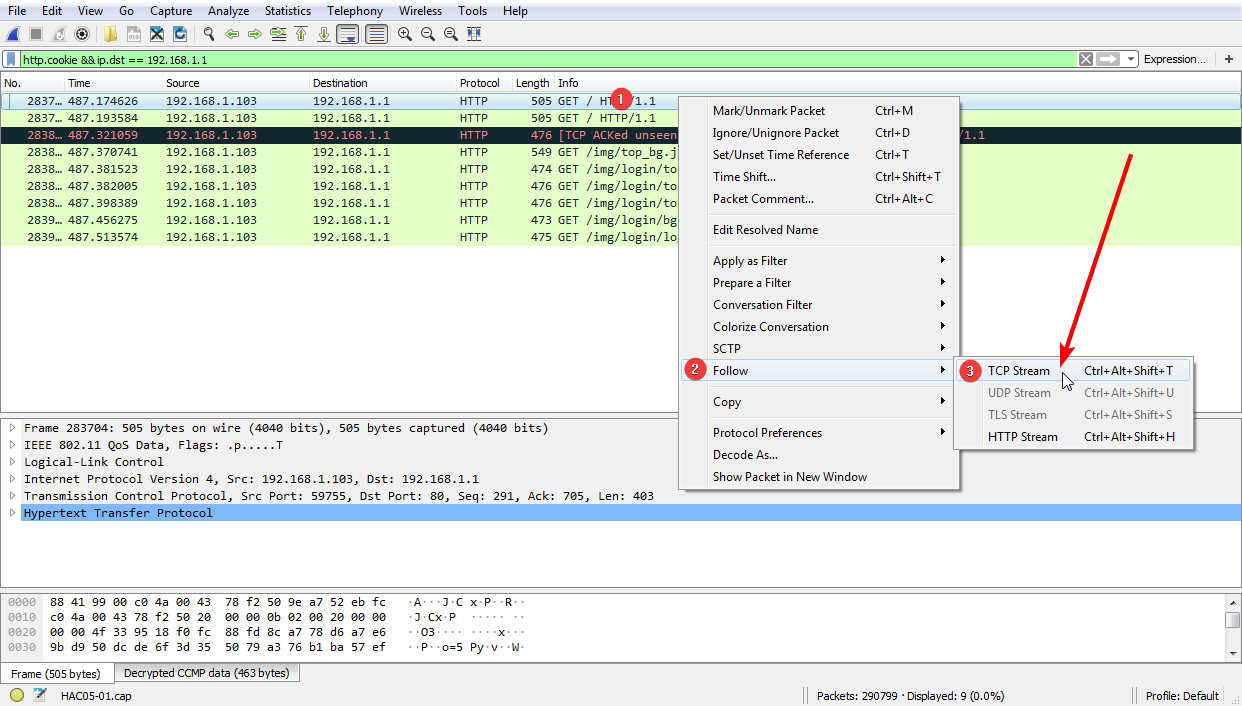 File Edit View Go Capture Analyze Statistics Telephony Wireless Tools Help
http.cookie && ip.dst == 192.168.1.1 Expression... +
No. Time Source Destination Protocol Length Info
2837… 487.174626 192.168.1.103 192.168.1.1 HTTP 505 GET / HT 1 /1.1
2837… 487.193584 192.168.1.103 192.168.1.1 HTTP 505 GET / HTTP/1.1
2838… 487.321059 192.168.1.103 192.168.1.1 HTTP 476 [TCP ACKed unseen /1.1
2838… 487.370741 192.168.1.103 192.168.1.1 HTTP 549 GET /img/top_bg.j
2838… 487.381523 192.168.1.103 192.168.1.1 HTTP 474 GET /img/login/to
2838… 487.382005 192.168.1.103 192.168.1.1 HTTP 476 GET /img/login/to
2838… 487.398389 192.168.1.103 192.168.1.1 HTTP 476 GET /img/login/to
2839… 487.456275 192.168.1.103 192.168.1.1 HTTP 473 GET /img/login/bg
2839… 487.513574 192.168.1.103 192.168.1.1 HTTP 475 GET /img/login/lo
Mark/Unmark Packet Ctrl+M
Ignore/Unignore Packet Ctrl+D
Set/Unset Time Reference Ctrl+T
Time Shift... Ctrl+Shift+T
Packet Comment... Ctrl+Alt+C
Edit Resolved Name
Apply as Filter
Prepare a Filter
Conversation Filter
Colorize Conversation
SCTP
2 Follow
Copy
Protocol Preferences
Decode As...
Show Packet in New Window
3 TCP Stream Ctrl+Alt+Shift+T
UDP Stream Ctrl+Alt+Shift+U
TLS Stream Ctrl+Alt+Shift+S
HTTP Stream Ctrl+Alt+Shift+H
Frame 283704: 505 bytes on wire (4040 bits), 505 bytes captured (4040 bits)
IEEE 802.11 QoS Data, Flags: .p.....T
Logical-Link Control
Internet Protocol Version 4, Src: 192.168.1.103, Dst: 192.168.1.1
Transmission Control Protocol, Src Port: 59755, Dst Port: 80, Seq: 291, Ack: 705, Len: 403
Hypertext Transfer Protocol
0000 88 41 99 00 c0 4a 00 43 78 f2 50 9e a7 52 eb fc ·A···J·C x·P··R··
0010 c0 4a 00 43 78 f2 50 20 00 00 0b 02 00 20 00 00 ·J·Cx·P ····· ··
0020 00 00 4f 33 95 18 f0 fc 88 fd 8c a7 78 d6 a7 e6 ··O3···· ····x···
0030 9b d9 50 dc de 6f 3d 35 50 79 a3 76 b1 ba 57 ef ··P··o=5 Py·v··W·
Frame (505 bytes) Decrypted CCMP data (463 bytes)
HAC05-01.cap Packets: 290799 · Displayed: 9 (0.0%) Profile: Default